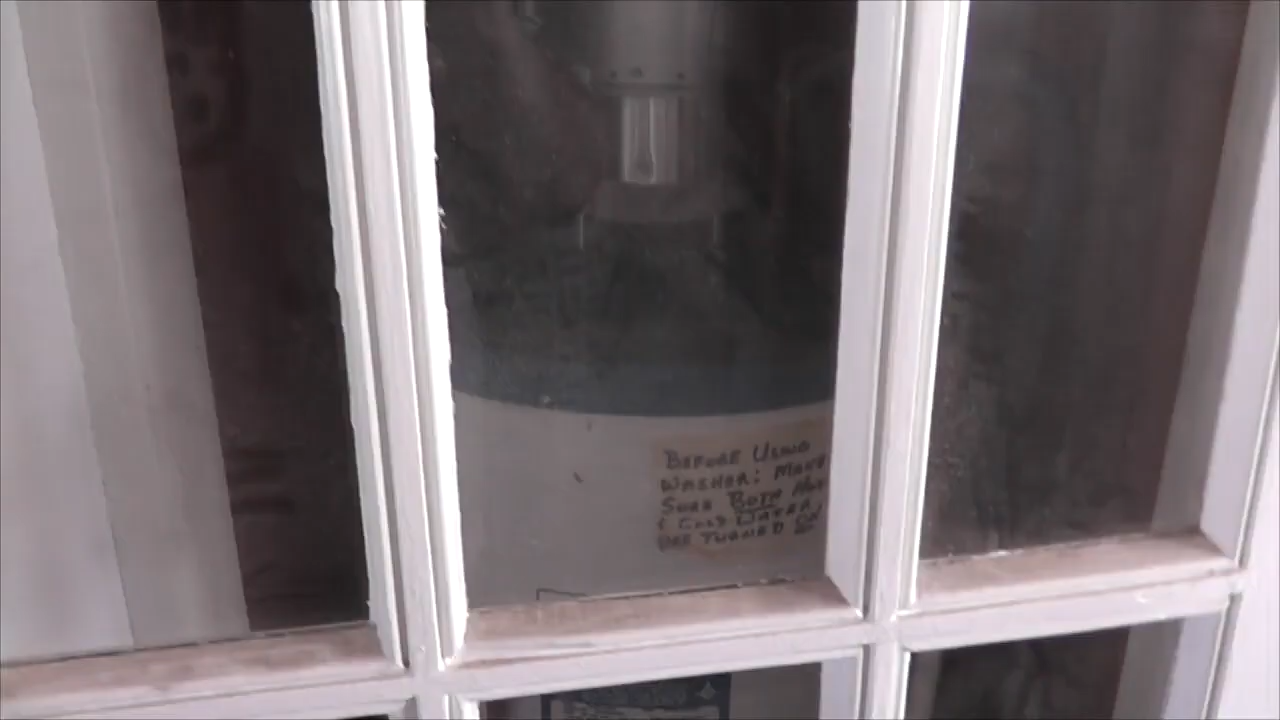 BEFORE USING
WASHER: MAKE
SURE BOTH HOT
& COLD WATER
ARE TURNED ON